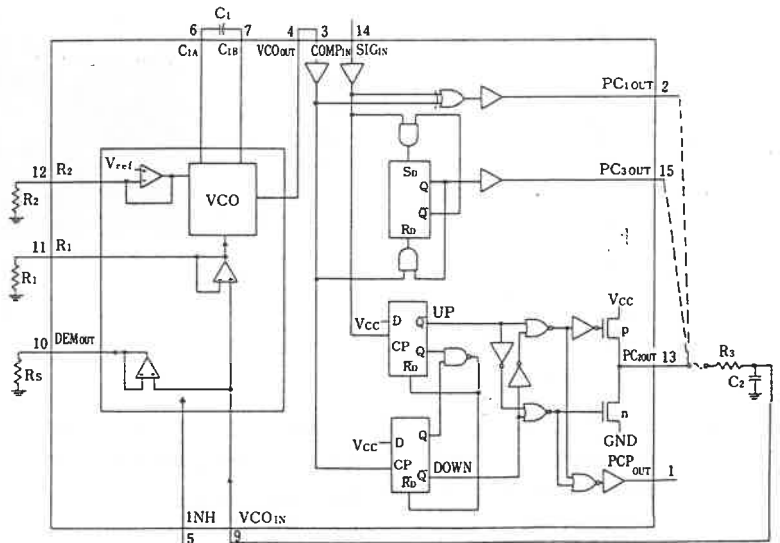 C1
6 7 4 3 14
C1A C1B VCOOUT COMPIN SIGIN
PC1OUT 2
12 R2 Vref
R2
VCO
SD
Q
Q̅
RD
PC3OUT 15
11 R1
R1
VCC
UP
VCC D Q̅
CP Q
R̅D
p
10 DEMOUT
RS
PC2OUT 13 R3
C2
n
GND
VCC D Q
CP Q̅ DOWN
R̅D
PCPOUT 1
INH VCOIN
5 9